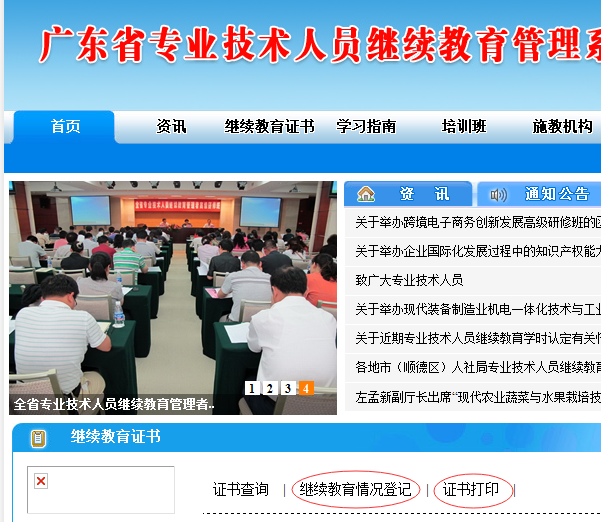 广东省专业技术人员继续教育管理系
首页 资讯 继续教育证书 学习指南 培训班 施教机构
资 讯 通知公告
关于举办跨境电子商务创新发展高级研修班的
关于举办企业国际化发展过程中的知识产权能
致广大专业技术人员
关于举办现代装备制造业机电一体化技术与工业
关于近期专业技术人员继续教育学时认定有关
各地市（顺德区）人社局专业技术人员继续教育
左孟新副厅长出席“现代农业蔬菜与水果栽培技
1 2 3 4
全省专业技术人员继续教育管理者..
继续教育证书
证书查询 | 继续教育情况登记 | 证书打印 |